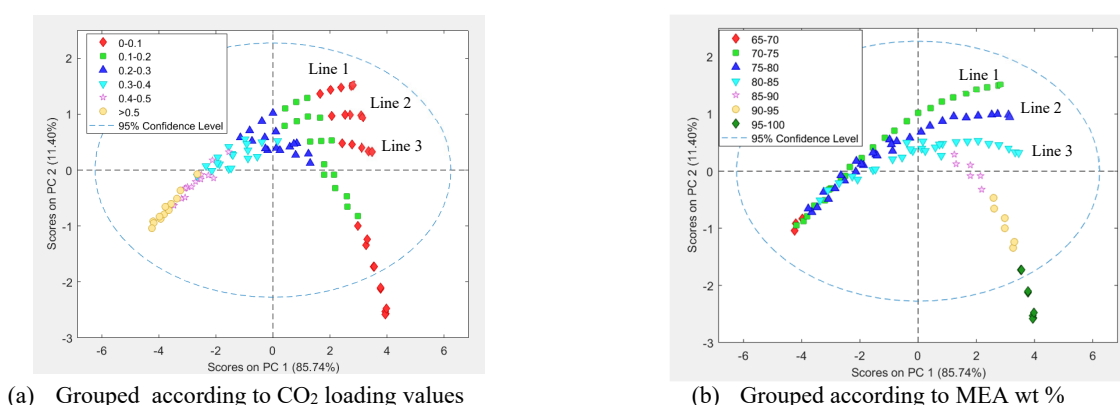 0-0.1
0.1-0.2
0.2-0.3
0.3-0.4
0.4-0.5
>0.5
95% Confidence Level
Line 1
Line 2
Line 3
2
1
0
-1
-2
-3
Scores on PC 2 (11.40%)
-6 -4 -2 0 2 4 6
Scores on PC 1 (85.74%)
(a) Grouped according to CO₂ loading values
65-70
70-75
75-80
80-85
85-90
90-95
95-100
95% Confidence Level
Line 1
Line 2
Line 3
2
1
0
-1
-2
-3
Scores on PC 2 (11.40%)
-6 -4 -2 0 2 4 6
Scores on PC 1 (85.74%)
(b) Grouped according to MEA wt %